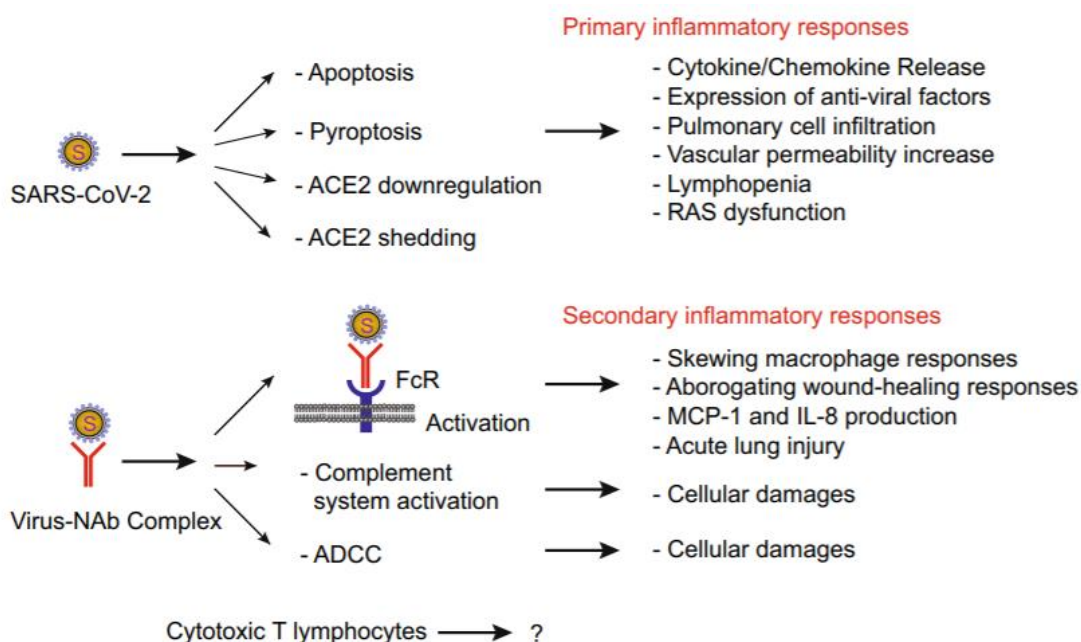 Primary inflammatory responses
- Apoptosis
- Pyroptosis
- ACE2 downregulation
- ACE2 shedding
S
SARS-CoV-2
- Cytokine/Chemokine Release
- Expression of anti-viral factors
- Pulmonary cell infiltration
- Vascular permeability increase
- Lymphopenia
- RAS dysfunction
Secondary inflammatory responses
S
FcR
Activation
S
Virus-NAb Complex
- Complement
system activation
- ADCC
- Skewing macrophage responses
- Aborogating wound-healing responses
- MCP-1 and IL-8 production
- Acute lung injury
- Cellular damages
- Cellular damages
Cytotoxic T lymphocytes ?